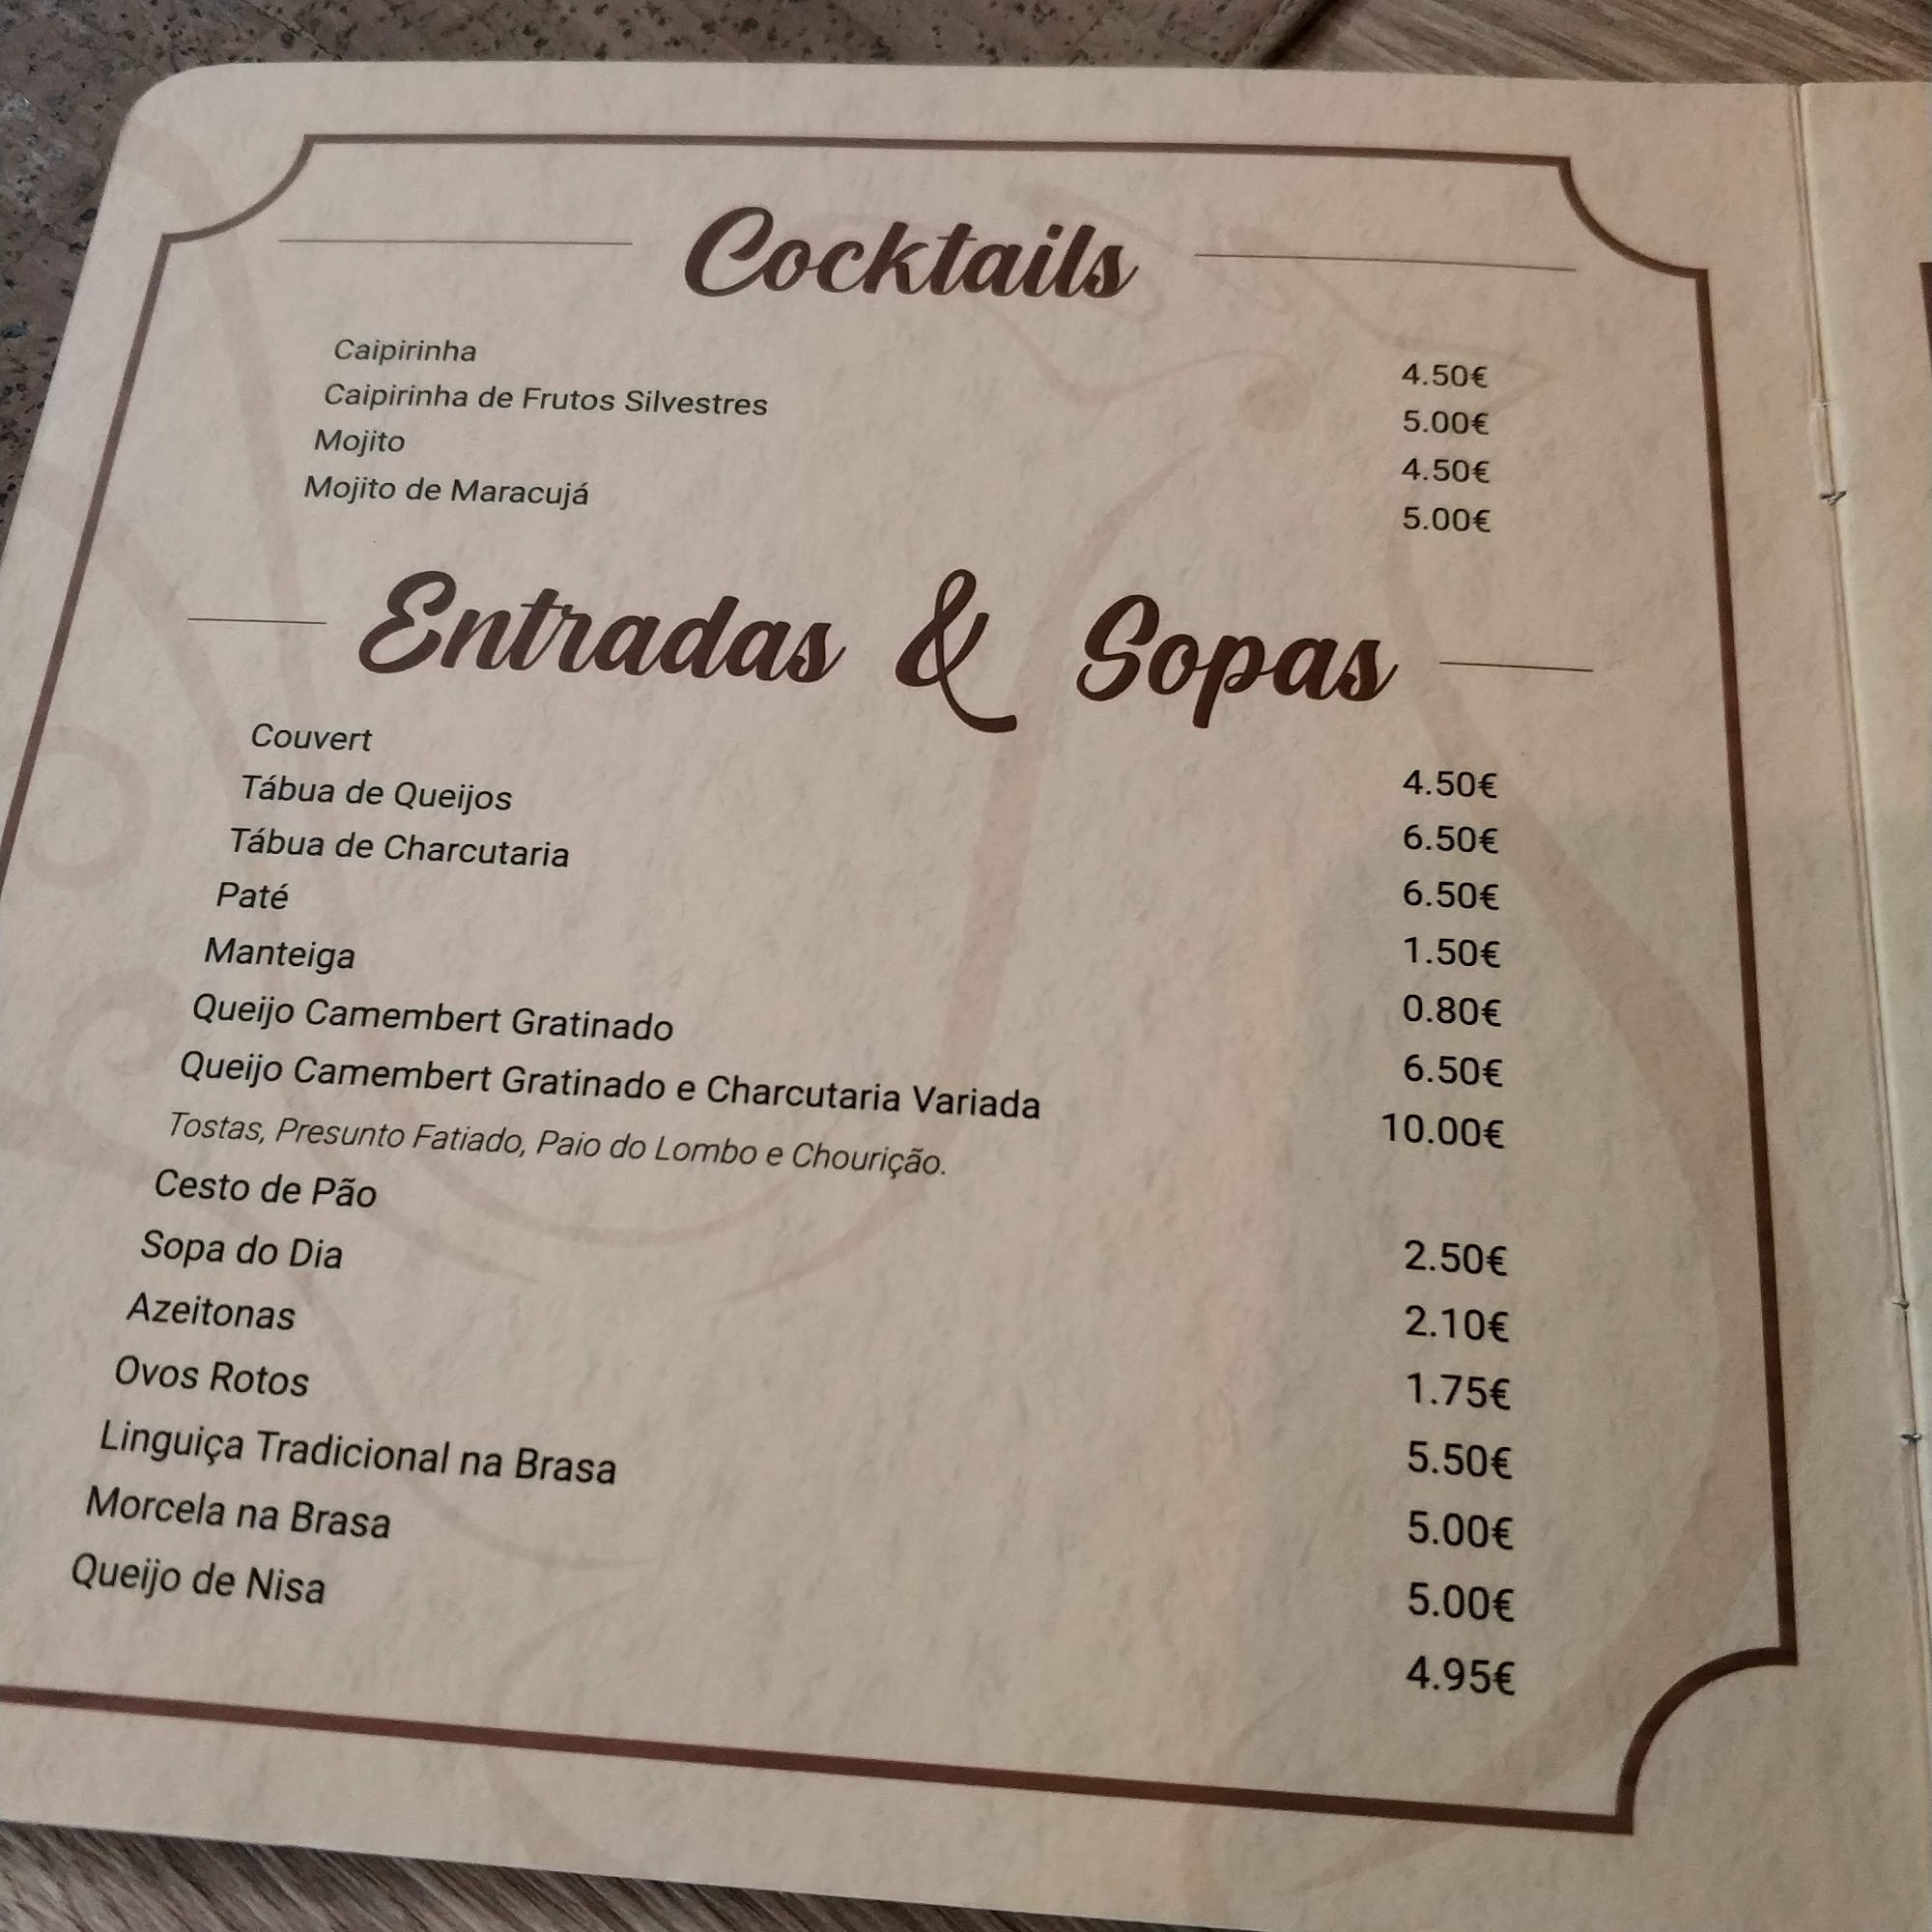 Cocktails
Caipirinha 4.50€
Caipirinha de Frutos Silvestres 5.00€
Mojito 4.50€
Mojito de Maracujá 5.00€
Entradas & Sopas
Couvert 4.50€
Tábua de Queijos 6.50€
Tábua de Charcutaria 6.50€
Paté 1.50€
Manteiga 0.80€
Queijo Camembert Gratinado 6.50€
Queijo Camembert Gratinado e Charcutaria Variada 10.00€
Tostas, Presunto Fatiado, Paio do Lombo e Chourição.
Cesto de Pão 2.50€
Sopa do Dia 2.10€
Azeitonas 1.75€
Ovos Rotos 5.50€
Linguiça Tradicional na Brasa 5.00€
Morcela na Brasa 5.00€
Queijo de Nisa 4.95€